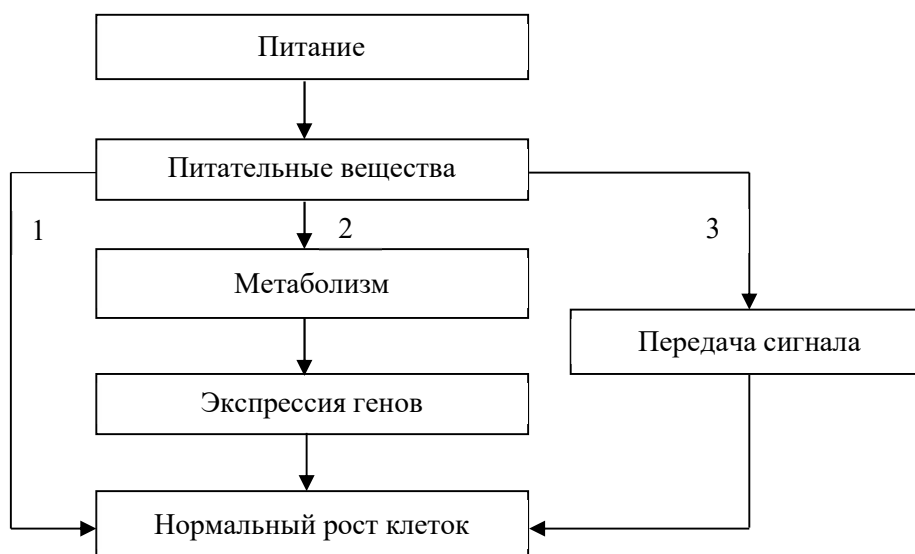 Питание
Питательные вещества
1
2
3
Метаболизм
Передача сигнала
Экспрессия генов
Нормальный рост клеток